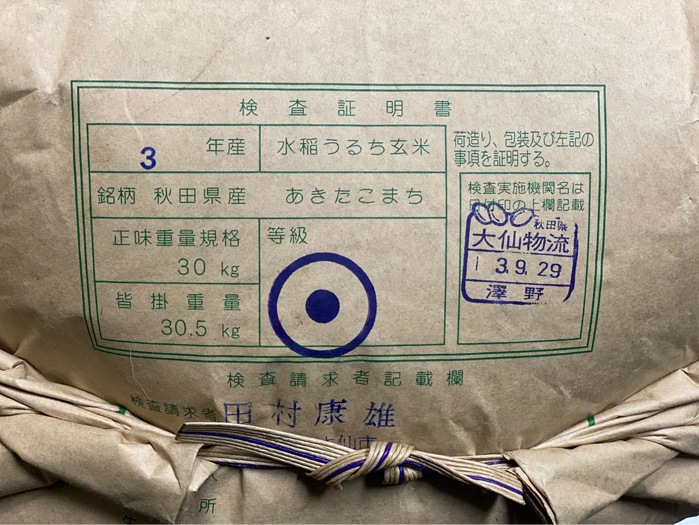 検査証明書
3 年産 水稲うるち玄米
銘柄 秋田県産 あきたこまち
正味重量規格
30 kg
皆掛重量
30.5 kg
等級
荷造り、包装及び左記の
事項を証明する。
検査実施機関名は
日付印の上欄記載
秋田県
大仙物流
3.9.29
澤野
検査請求者記載欄
検査請求者 田村康雄
仙市
所